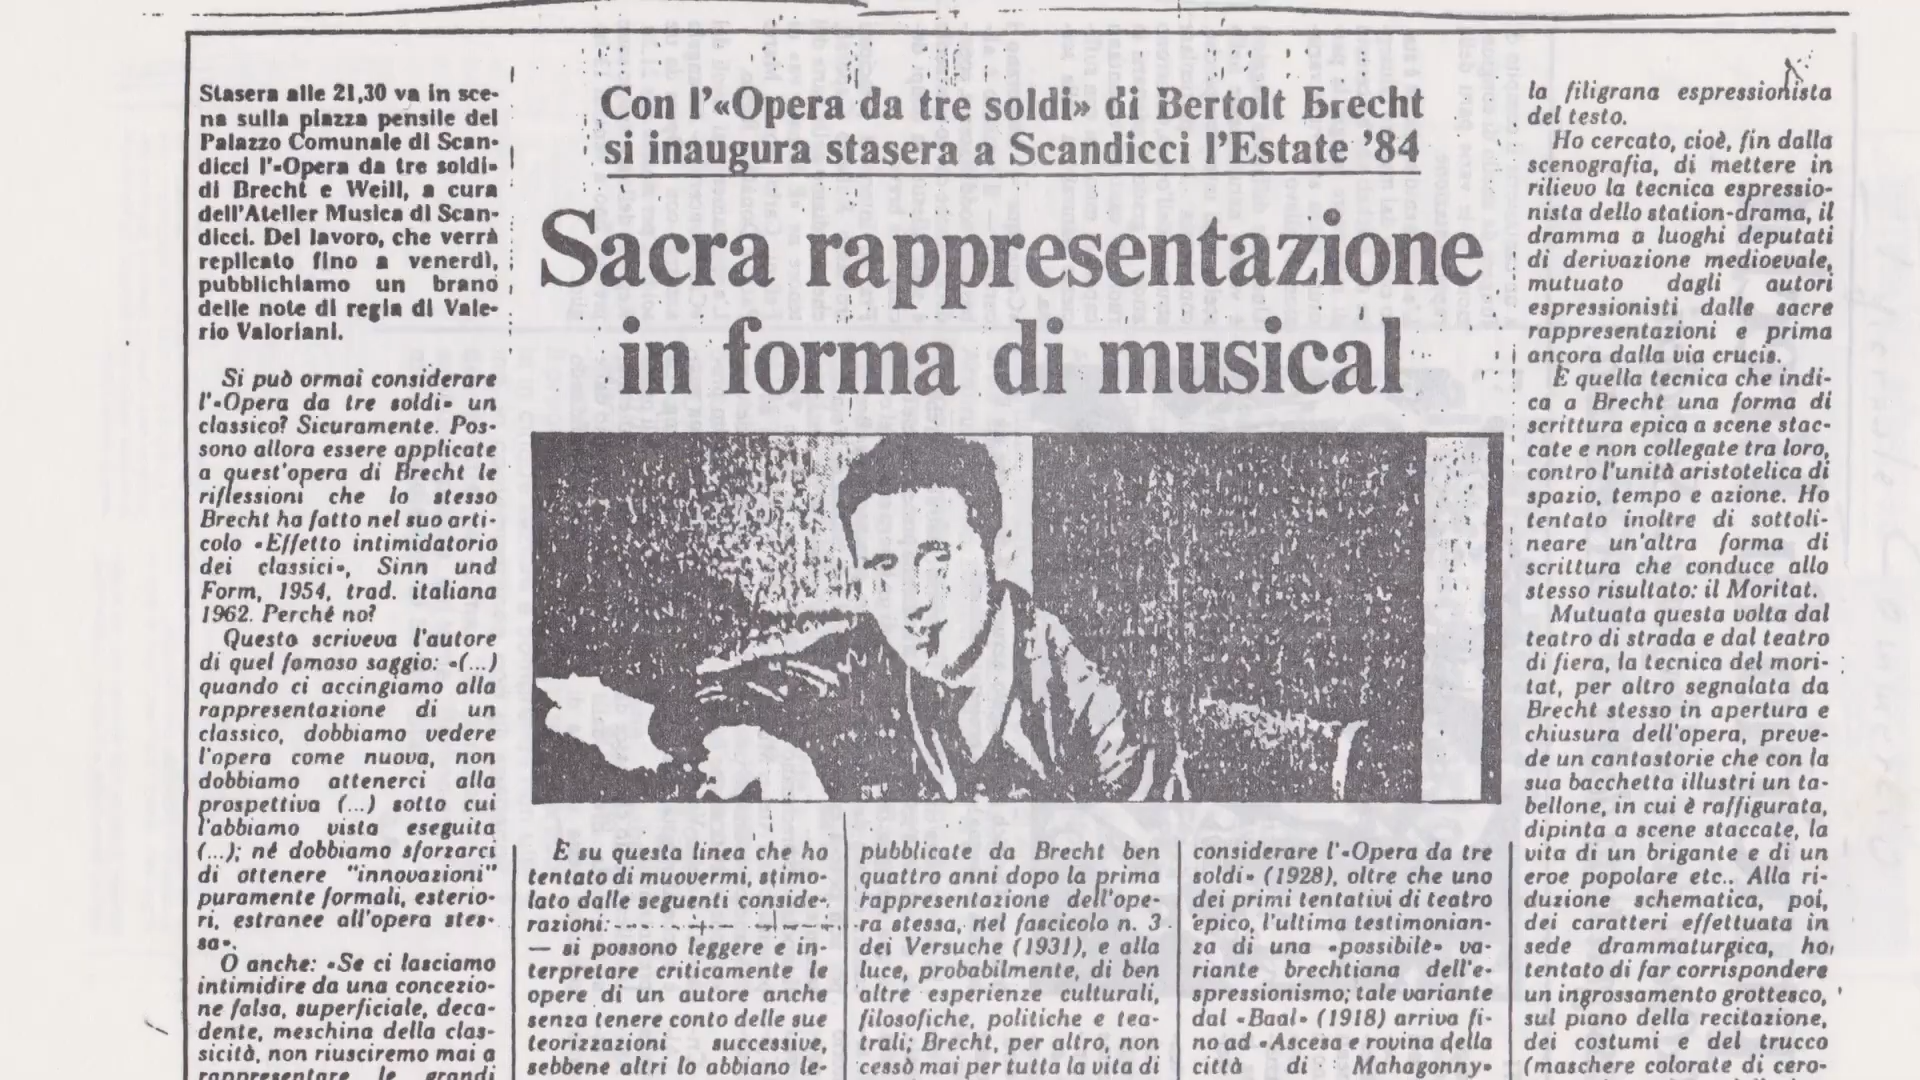 Stasera alle 21,30 va in sce-
na sulla piazza pensile del
Palazzo Comunale di Scan-
dicci l'«Opera da tre soldi»
di Brecht e Weill, a cura
dell'Atelier Musica di Scan-
dicci. Del lavoro, che verrà
replicato fino a venerdì,
pubblichiamo un brano
delle note di regia di Vale-
rio Valoriani.
Si può ormai considerare
l'«Opera da tre soldi» un
classico? Sicuramente. Pos-
sono allora essere applicate
a quest'opera di Brecht le
riflessioni che lo stesso
Brecht ha fatto nel suo arti-
colo «Effetto intimidatorio
dei classici», Sinn und
Form, 1954, trad. italiana
1962. Perché no?
Questo scriveva l'autore
di quel famoso saggio: «(...)
quando ci accingiamo alla
rappresentazione di un
classico, dobbiamo vedere
l'opera come nuova, non
dobbiamo attenerci alla
prospettiva (...) sotto cui
l'abbiamo vista eseguita
(...); né dobbiamo sforzarci
di ottenere "innovazioni"
puramente formali, esterio-
ri, estranee all'opera stes-
sa».
O anche: «Se ci lasciamo
intimidire da una concezio-
ne falsa, superficiale, deca-
dente, meschina della clas-
sicità, non riusciremo mai a
rappresentare le grandi
Con l'«Opera da tre soldi» di Bertolt Brecht
si inaugura stasera a Scandicci l'Estate '84
Sacra rappresentazione
in forma di musical
È su questa linea che ho
tentato di muovermi, stimo-
lato dalle seguenti conside-
razioni:
— si possono leggere e in-
terpretare criticamente le
opere di un autore anche
senza tenere conto delle sue
teorizzazioni successive,
sebbene altri lo abbiano le-
pubblicate da Brecht ben
quattro anni dopo la prima
rappresentazione dell'ope-
ra stessa, nel fascicolo n. 3
dei Versuche (1931), e alla
luce, probabilmente, di ben
altre esperienze culturali,
filosofiche, politiche e tea-
trali; Brecht, per altro, non
cessò mai per tutta la vita di
considerare l'«Opera da tre
soldi» (1928), oltre che uno
dei primi tentativi di teatro
epico, l'ultima testimonian-
za di una «possibile» va-
riante brechtiana dell'e-
spressionismo; tale variante
dal «Baal» (1918) arriva fi-
no ad «Ascesa e rovina della
città di Mahagonny»
la filigrana espressionista
del testo.
Ho cercato, cioè, fin dalla
scenografia, di mettere in
rilievo la tecnica espressio-
nista dello station-drama, il
dramma a luoghi deputati
di derivazione medioevale,
mutuato dagli autori
espressionisti dalle sacre
rappresentazioni e prima
ancora dalla via crucis.
È quella tecnica che indi-
ca a Brecht una forma di
scrittura epica a scene stac-
cate e non collegate tra loro,
contro l'unità aristotelica di
spazio, tempo e azione. Ho
tentato inoltre di sottoli-
neare un'altra forma di
scrittura che conduce allo
stesso risultato: il Moritat.
Mutuata questa volta dal
teatro di strada e dal teatro
di fiera, la tecnica del mori-
tat, per altro segnalata da
Brecht stesso in apertura e
chiusura dell'opera, preve-
de un cantastorie che con la
sua bacchetta illustri un ta-
bellone, in cui è raffigurata,
dipinta a scene staccate, la
vita di un brigante e di un
eroe popolare etc.. Alla ri-
duzione schematica, poi,
dei caratteri effettuata in
sede drammaturgica, ho
tentato di far corrispondere
un ingrossamento grottesco,
sul piano della recitazione,
dei costumi e del trucco
(maschere colorate di cero-